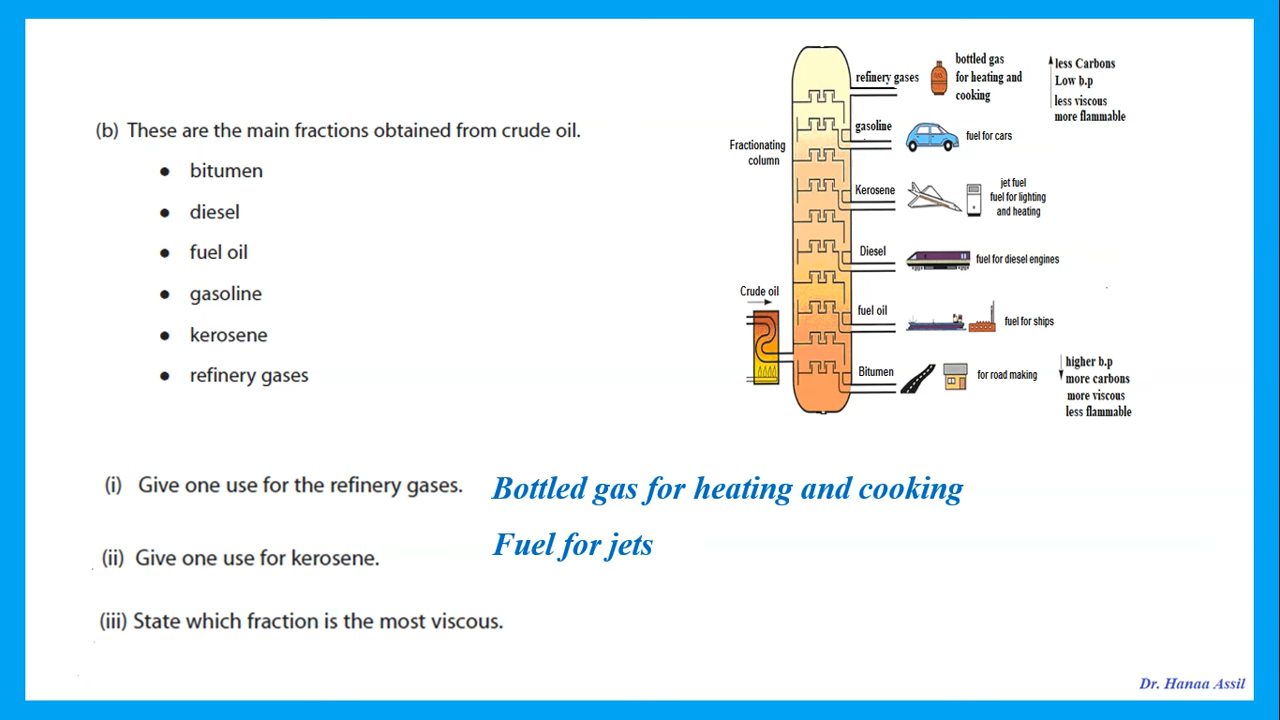 (b) These are the main fractions obtained from crude oil.
• bitumen
• diesel
• fuel oil
• gasoline
• kerosene
• refinery gases
Fractionating
column
Crude oil
refinery gases
bottled gas
for heating and
cooking
less Carbons
Low b.p
less viscous
more flammable
GAS
gasoline
fuel for cars
Kerosene
jet fuel
fuel for lighting
and heating
Diesel
fuel for diesel engines
fuel oil
fuel for ships
Bitumen
for road making
higher b.p
more carbons
more viscous
less flammable
(i) Give one use for the refinery gases.
Bottled gas for heating and cooking
(ii) Give one use for kerosene.
Fuel for jets
(iii) State which fraction is the most viscous.
Dr. Hanaa Assil